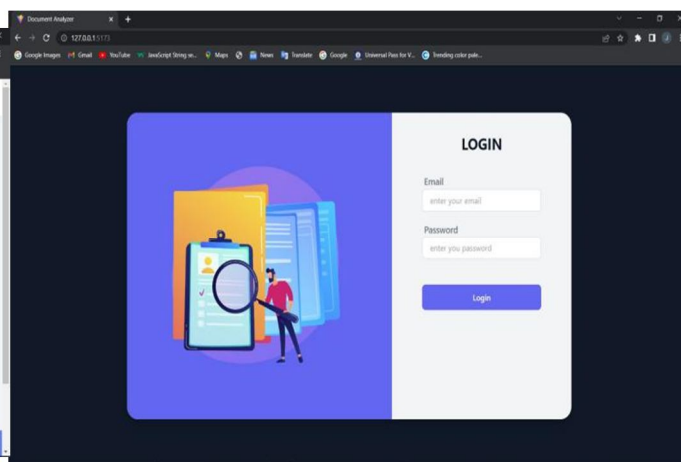 Document Analyzer
127.0.0.1:5173
Google Images Gmail YouTube JavaScript String w... Maps News Translate Google Universal Pass for V... Trending color pale...
LOGIN
Email
enter your email
Password
enter you password
Login